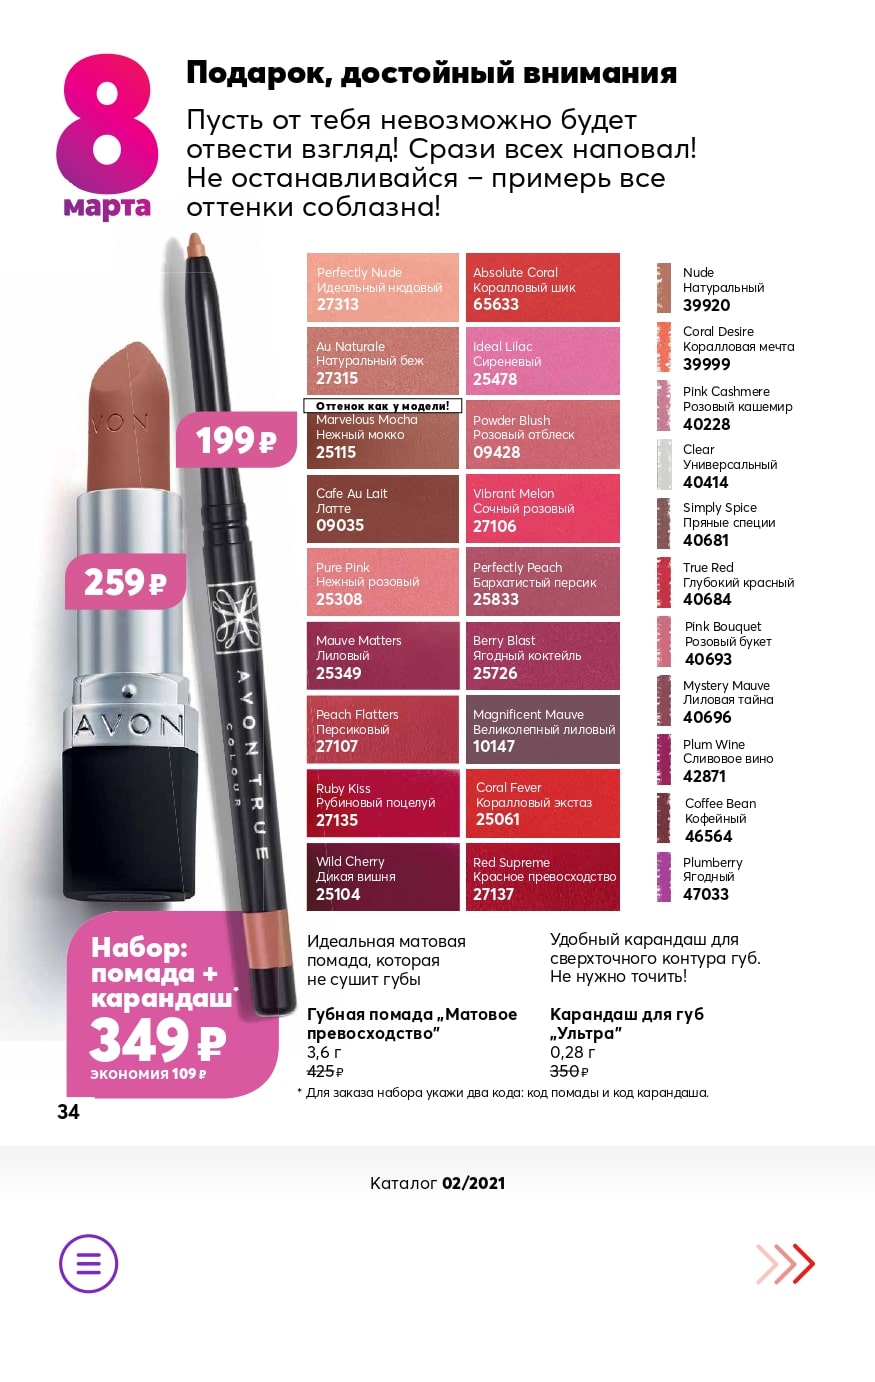 8
марта
Подарок, достойный внимания
Пусть от тебя невозможно будет
отвести взгляд! Срази всех наповал!
Не останавливайся – примерь все
оттенки соблазна!
AVON
199 ₽
259 ₽
AVON
AVON TRUE
COLOUR
Perfectly Nude
Идеальный нюдовый
27313
Au Naturale
Натуральный беж
27315
Оттенок как у модели!
Marvelous Mocha
Нежный мокко
25115
Cafe Au Lait
Латте
09035
Pure Pink
Нежный розовый
25308
Mauve Matters
Лиловый
25349
Peach Flatters
Персиковый
27107
Ruby Kiss
Рубиновый поцелуй
27135
Wild Cherry
Дикая вишня
25104
Absolute Coral
Коралловый шик
65633
Ideal Lilac
Сиреневый
25478
Powder Blush
Розовый отблеск
09428
Vibrant Melon
Сочный розовый
27106
Perfectly Peach
Бархатистый персик
25833
Berry Blast
Ягодный коктейль
25726
Magnificent Mauve
Великолепный лиловый
10147
Coral Fever
Коралловый экстаз
25061
Red Supreme
Красное превосходство
27137
Nude
Натуральный
39920
Coral Desire
Коралловая мечта
39999
Pink Cashmere
Розовый кашемир
40228
Clear
Универсальный
40414
Simply Spice
Пряные специи
40681
True Red
Глубокий красный
40684
Pink Bouquet
Розовый букет
40693
Mystery Mauve
Лиловая тайна
40696
Plum Wine
Сливовое вино
42871
Coffee Bean
Кофейный
46564
Plumberry
Ягодный
47033
Набор:
помада +
карандаш*
349 ₽
ЭКОНОМИЯ 109 ₽
Идеальная матовая
помада, которая
не сушит губы
Губная помада „Матовое
превосходство”
3,6 г
425 ₽
Удобный карандаш для
сверхточного контура губ.
Не нужно точить!
Карандаш для губ
„Ультра”
0,28 г
350 ₽
* Для заказа набора укажи два кода: код помады и код карандаша.
34
Каталог 02/2021